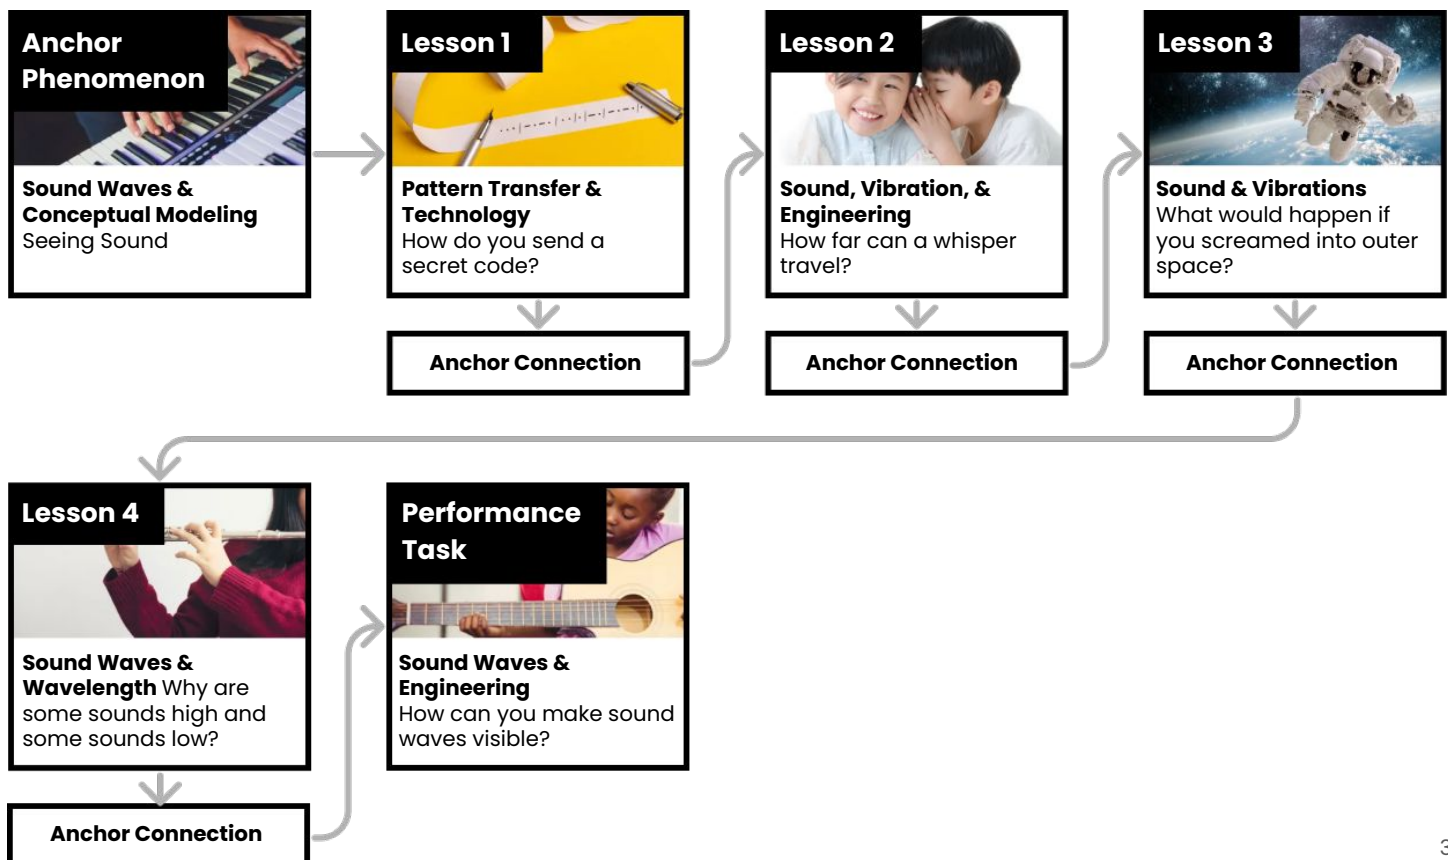 Anchor
Phenomenon
Sound Waves &
Conceptual Modeling
Seeing Sound
Lesson 1
Pattern Transfer &
Technology
How do you send a
secret code?
Anchor Connection
Lesson 2
Sound, Vibration, &
Engineering
How far can a whisper
travel?
Anchor Connection
Lesson 3
Sound & Vibrations
What would happen if
you screamed into outer
space?
Anchor Connection
Lesson 4
Sound Waves &
Wavelength Why are
some sounds high and
some sounds low?
Anchor Connection
Performance
Task
Sound Waves &
Engineering
How can you make sound
waves visible?
3